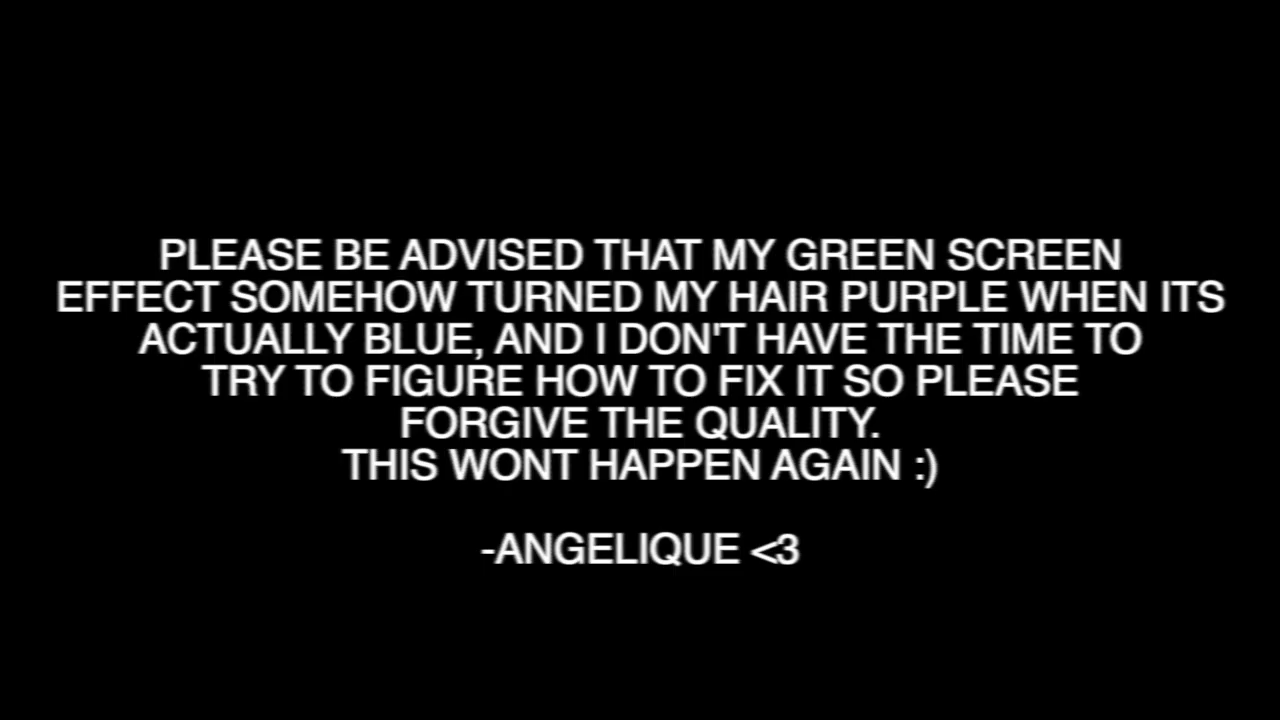 PLEASE BE ADVISED THAT MY GREEN SCREEN
EFFECT SOMEHOW TURNED MY HAIR PURPLE WHEN ITS
ACTUALLY BLUE, AND I DON'T HAVE THE TIME TO
TRY TO FIGURE HOW TO FIX IT SO PLEASE
FORGIVE THE QUALITY.
THIS WONT HAPPEN AGAIN :)
-ANGELIQUE <3